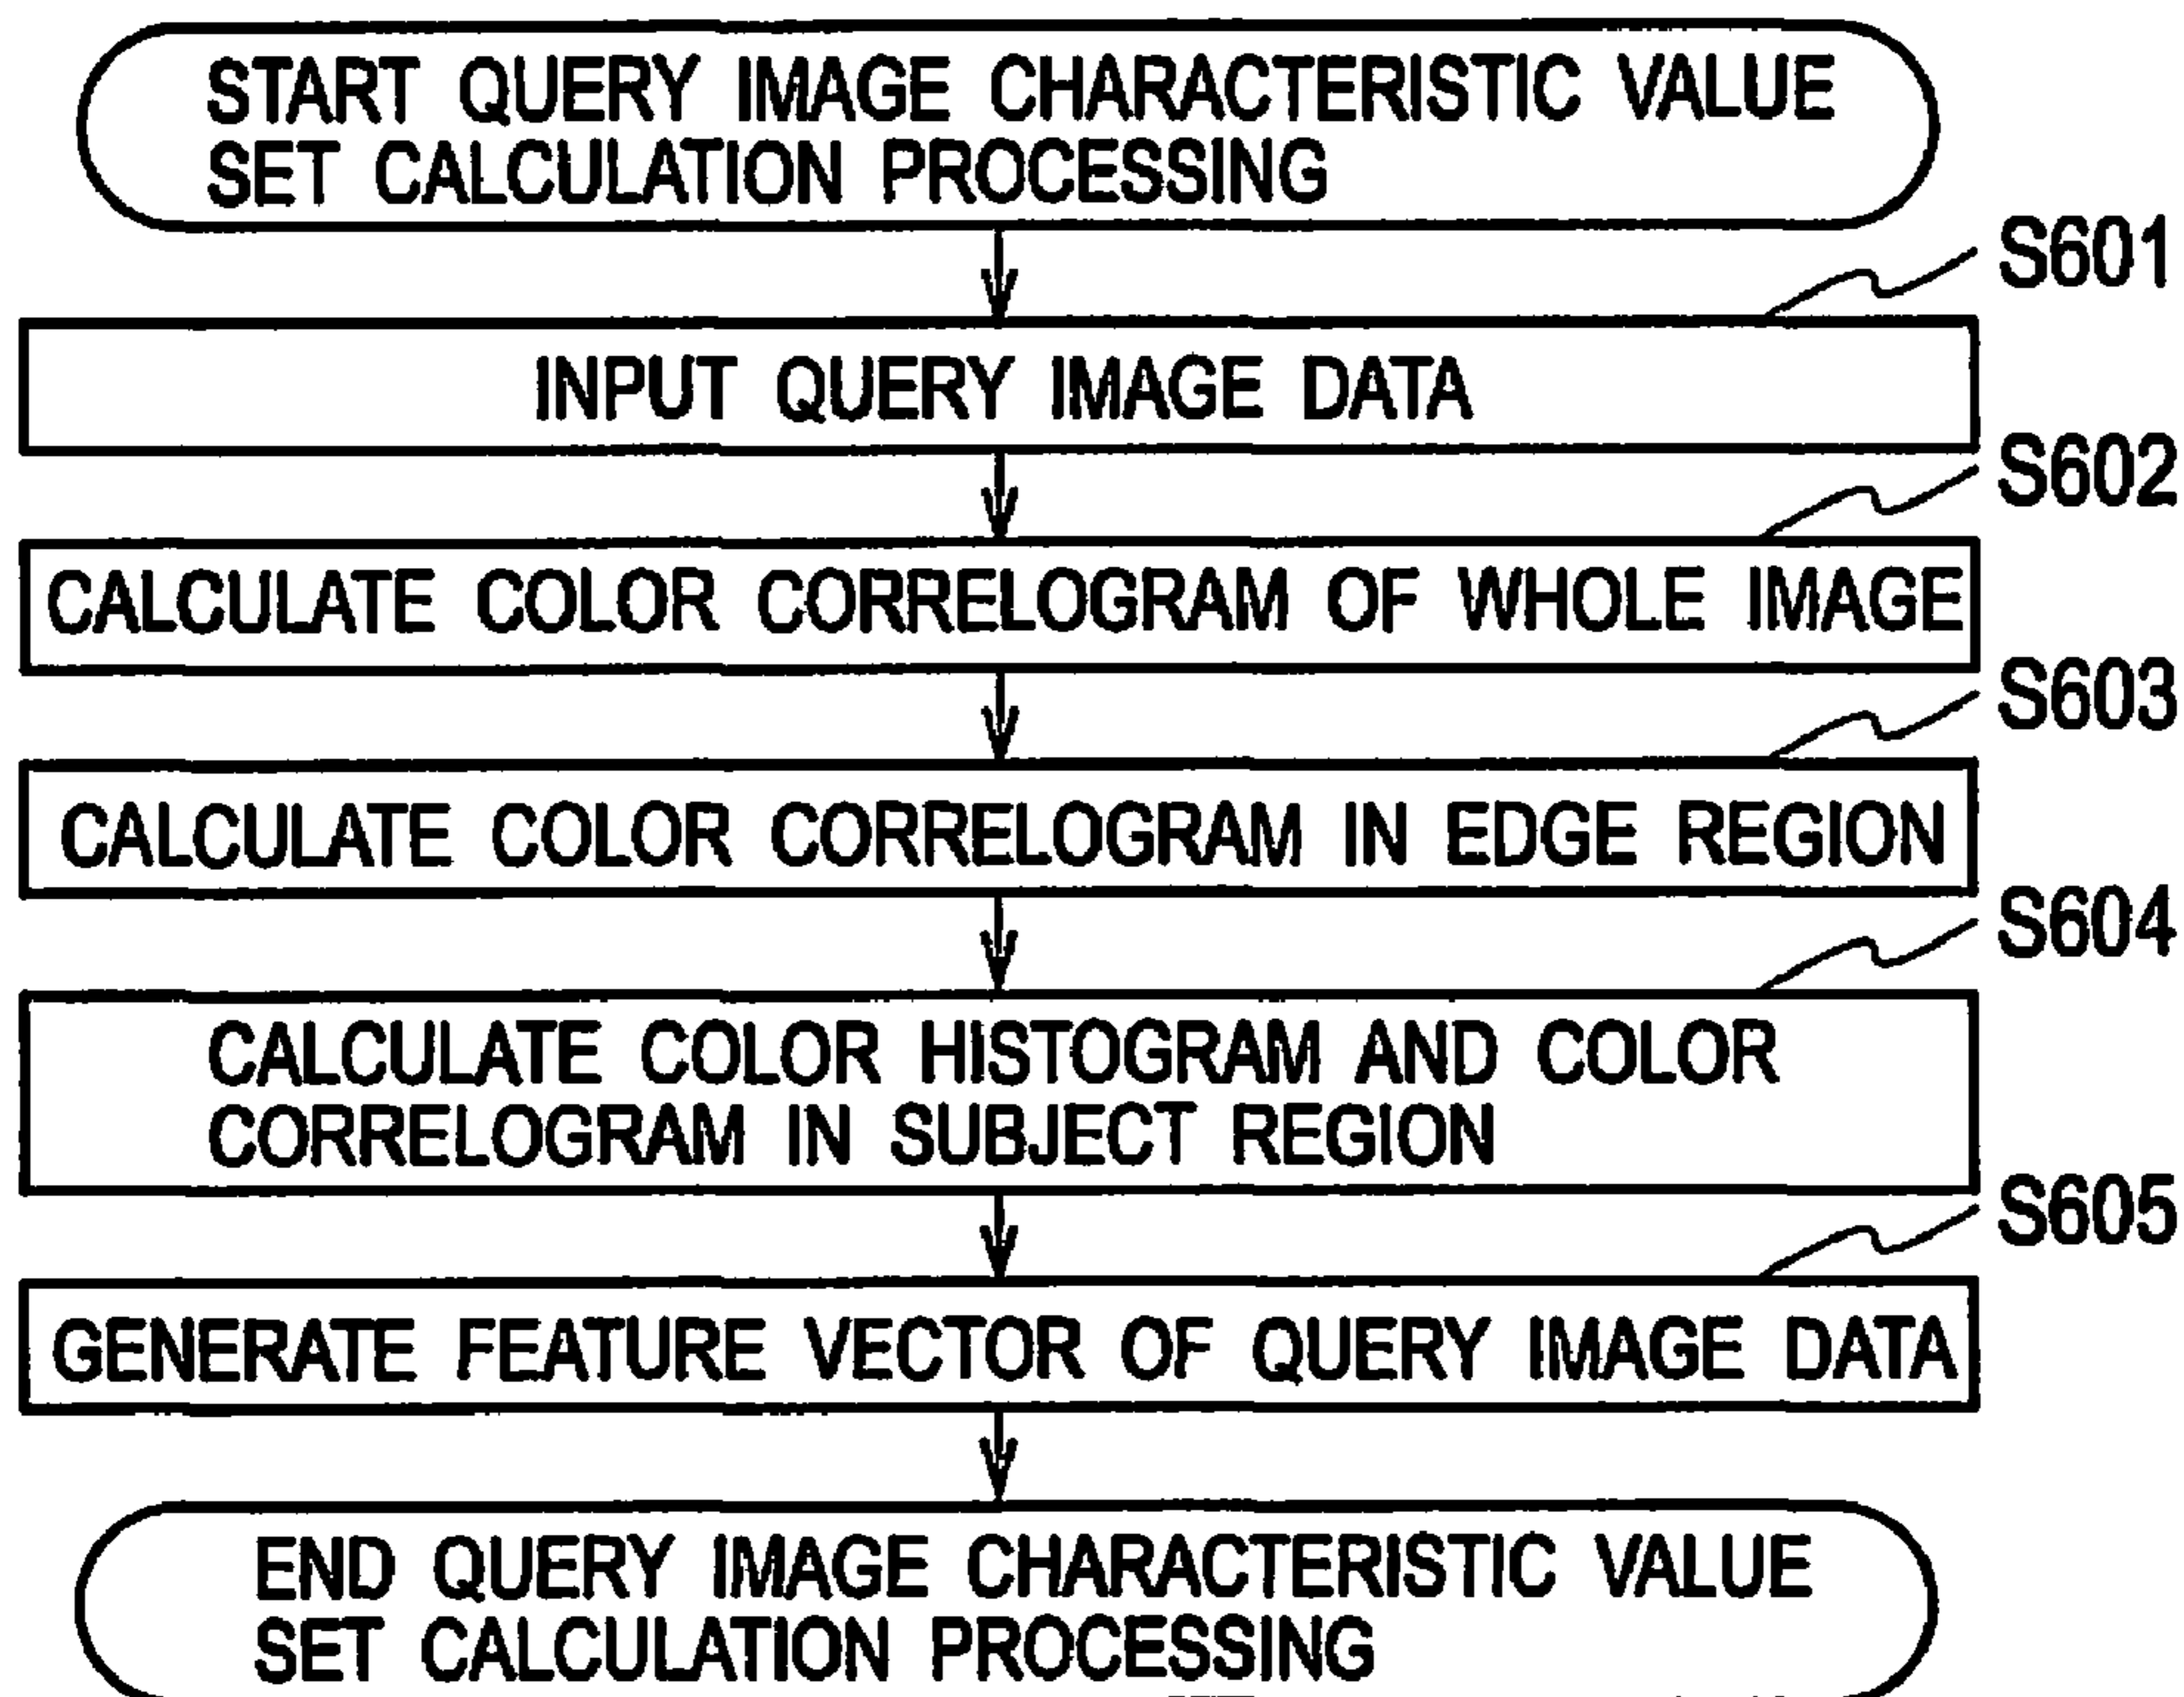 START QUERY IMAGE CHARACTERISTIC VALUE
SET CALCULATION PROCESSING
S601
INPUT QUERY IMAGE DATA
S602
CALCULATE COLOR CORRELOGRAM OF WHOLE IMAGE
S603
CALCULATE COLOR CORRELOGRAM IN EDGE REGION
S604
CALCULATE COLOR HISTOGRAM AND COLOR
CORRELOGRAM IN SUBJECT REGION
S605
GENERATE FEATURE VECTOR OF QUERY IMAGE DATA
END QUERY IMAGE CHARACTERISTIC VALUE
SET CALCULATION PROCESSING